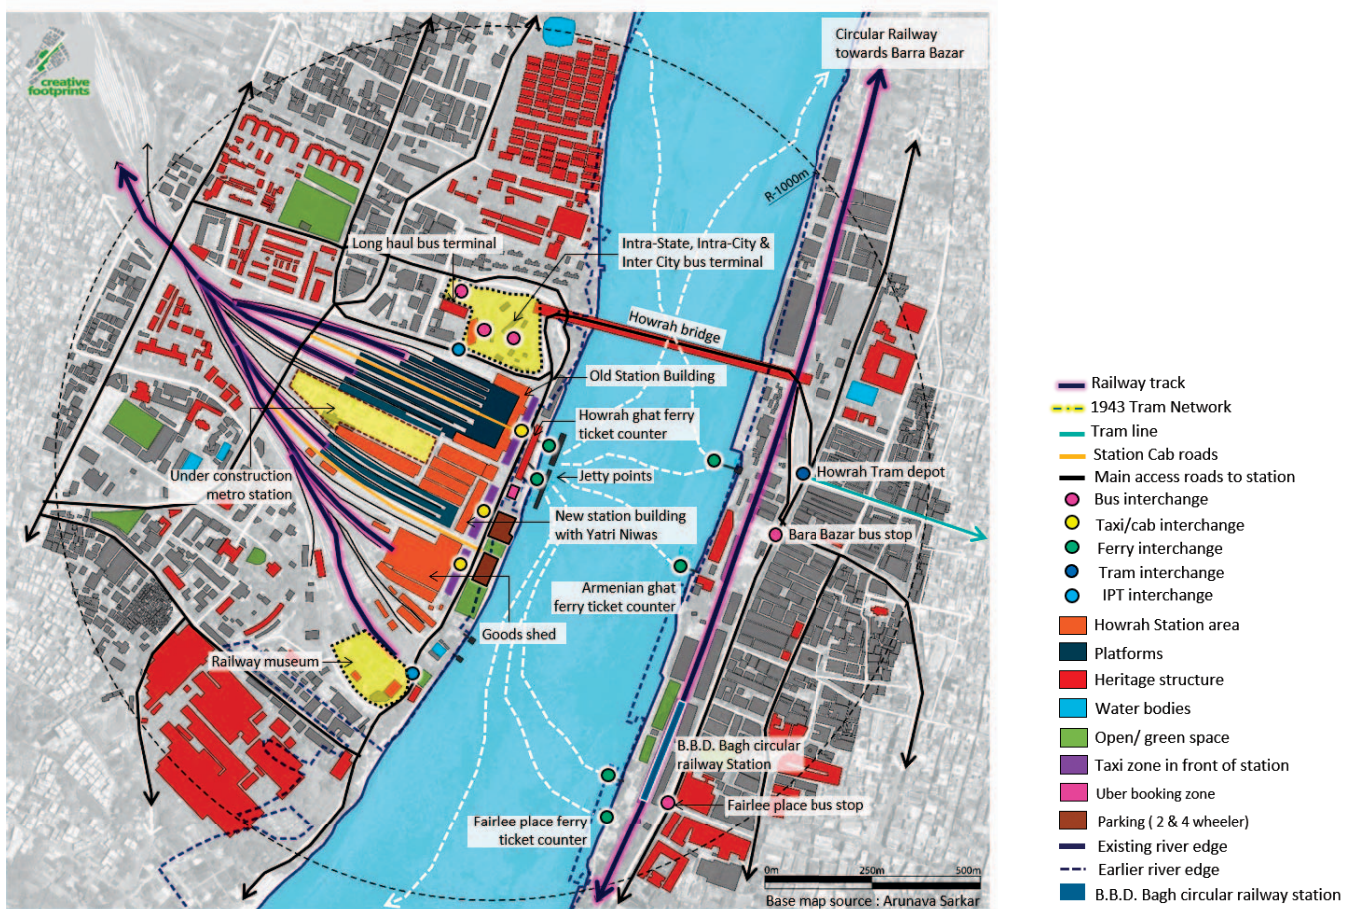 creative
footprints
Circular Railway
towards Barra Bazar
R-1000m
Long haul bus terminal
Intra-State, Intra-City &
Inter City bus terminal
Howrah bridge
Old Station Building
Howrah ghat ferry
ticket counter
Under construction
metro station
Jetty points
Howrah Tram depot
New station building
with Yatri Niwas
Bara Bazar bus stop
Armenian ghat
ferry ticket counter
Goods shed
Railway museum
B.B.D. Bagh circular
railway Station
Fairlee place bus stop
Fairlee place ferry
ticket counter
0m 250m 500m
Base map source : Arunava Sarkar
Railway track
1943 Tram Network
Tram line
Station Cab roads
Main access roads to station
Bus interchange
Taxi/cab interchange
Ferry interchange
Tram interchange
IPT interchange
Howrah Station area
Platforms
Heritage structure
Water bodies
Open/ green space
Taxi zone in front of station
Uber booking zone
Parking ( 2 & 4 wheeler)
Existing river edge
Earlier river edge
B.B.D. Bagh circular railway station